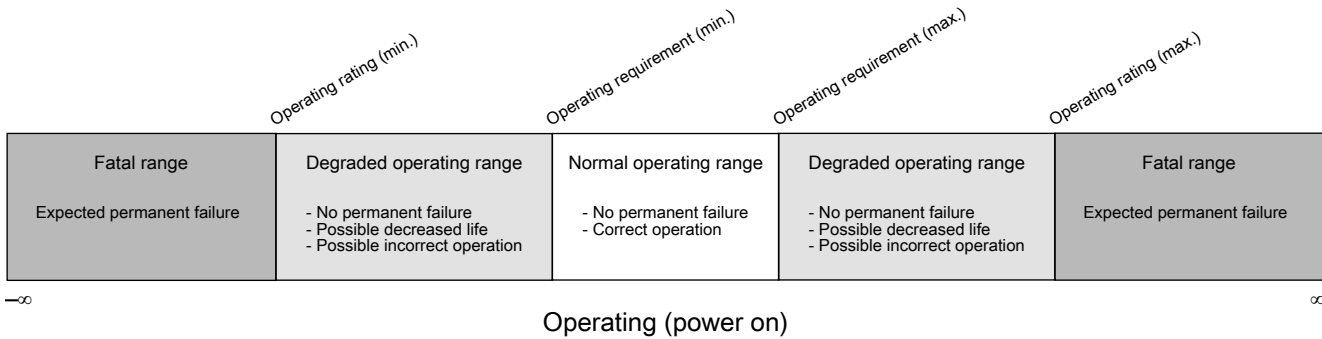 Operating rating (min.)
Operating requirement (min.)
Operating requirement (max.)
Operating rating (max.)
Fatal range
Expected permanent failure
Degraded operating range
- No permanent failure
- Possible decreased life
- Possible incorrect operation
Normal operating range
- No permanent failure
- Correct operation
Degraded operating range
- No permanent failure
- Possible decreased life
- Possible incorrect operation
Fatal range
Expected permanent failure
–∞
∞
Operating (power on)